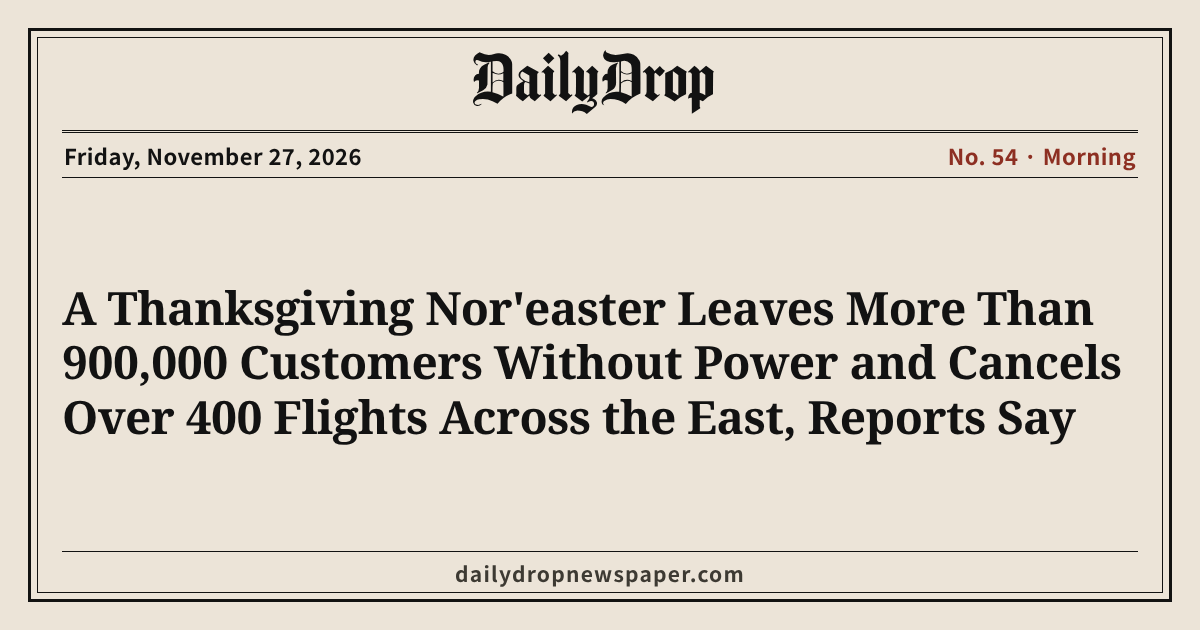 DailyDrop
Friday, November 27, 2026
No. 54 · Morning
A Thanksgiving Nor'easter Leaves More Than
900,000 Customers Without Power and Cancels
Over 400 Flights Across the East, Reports Say
dailydropnewspaper.com